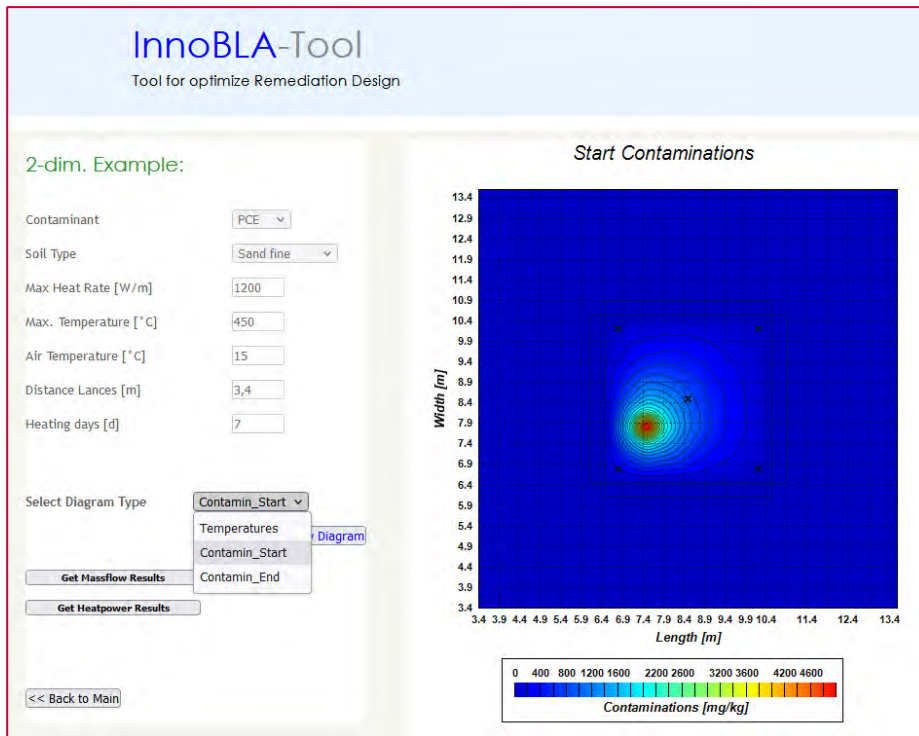 InnoBLA-Tool
Tool for optimize Remediation Design
2-dim. Example:
Contaminant PCE
Soil Type Sand fine
Max Heat Rate [W/m] 1200
Max. Temperature [°C] 450
Air Temperature [°C] 15
Distance Lances [m] 3,4
Heating days [d] 7
Select Diagram Type Contamin_Start
Temperatures
Diagram
Contamin_Start
Contamin_End
Get Massflow Results
Get Heatpower Results
<< Back to Main
Start Contaminations
13.4
12.9
12.4
11.9
11.4
10.9
10.4
9.9
9.4
8.9
8.4
7.9
7.4
6.9
6.4
5.9
5.4
4.9
4.4
3.9
3.4
Width [m]
3.4 3.9 4.4 4.9 5.4 5.9 6.4 6.9 7.4 7.9 8.4 8.9 9.4 9.9 10.4 11.4 12.4 13.4
Length [m]
0 400 800 1200 1600 2200 2600 3200 3600 4200 4600
Contaminations [mg/kg]